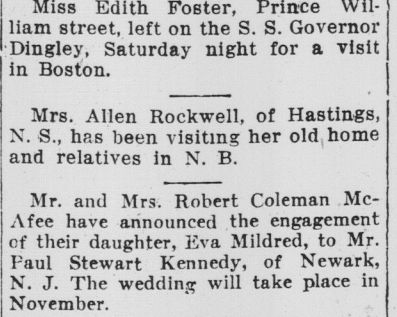 Miss Edith Foster, Prince Wil-
liam street, left on the S. S. Governor
Dingley, Saturday night for a visit
in Boston.
Mrs. Allen Rockwell, of Hastings,
N. S., has been visiting her old home
and relatives in N. B.
Mr. and Mrs. Robert Coleman Mc-
Afee have announced the engagement
of their daughter, Eva Mildred, to Mr.
Paul Stewart Kennedy, of Newark,
N. J. The wedding will take place in
November.